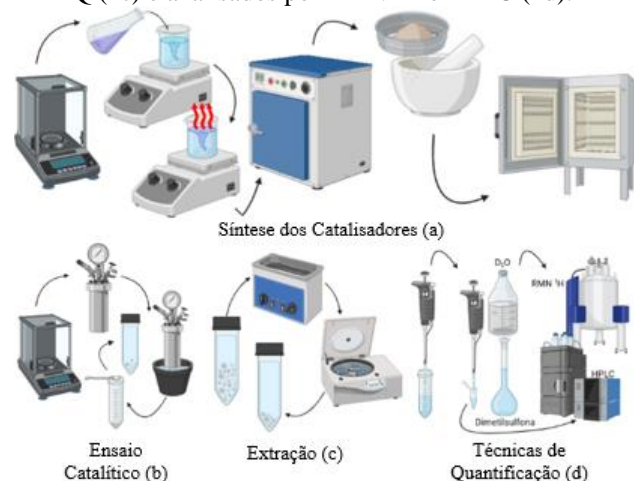 Síntese dos Catalisadores (a)
D₂O
RMN ¹H
HPLC
Dimetilsulfona
Ensaio
Catalítico (b)
Extração (c)
Técnicas de
Quantificação (d)